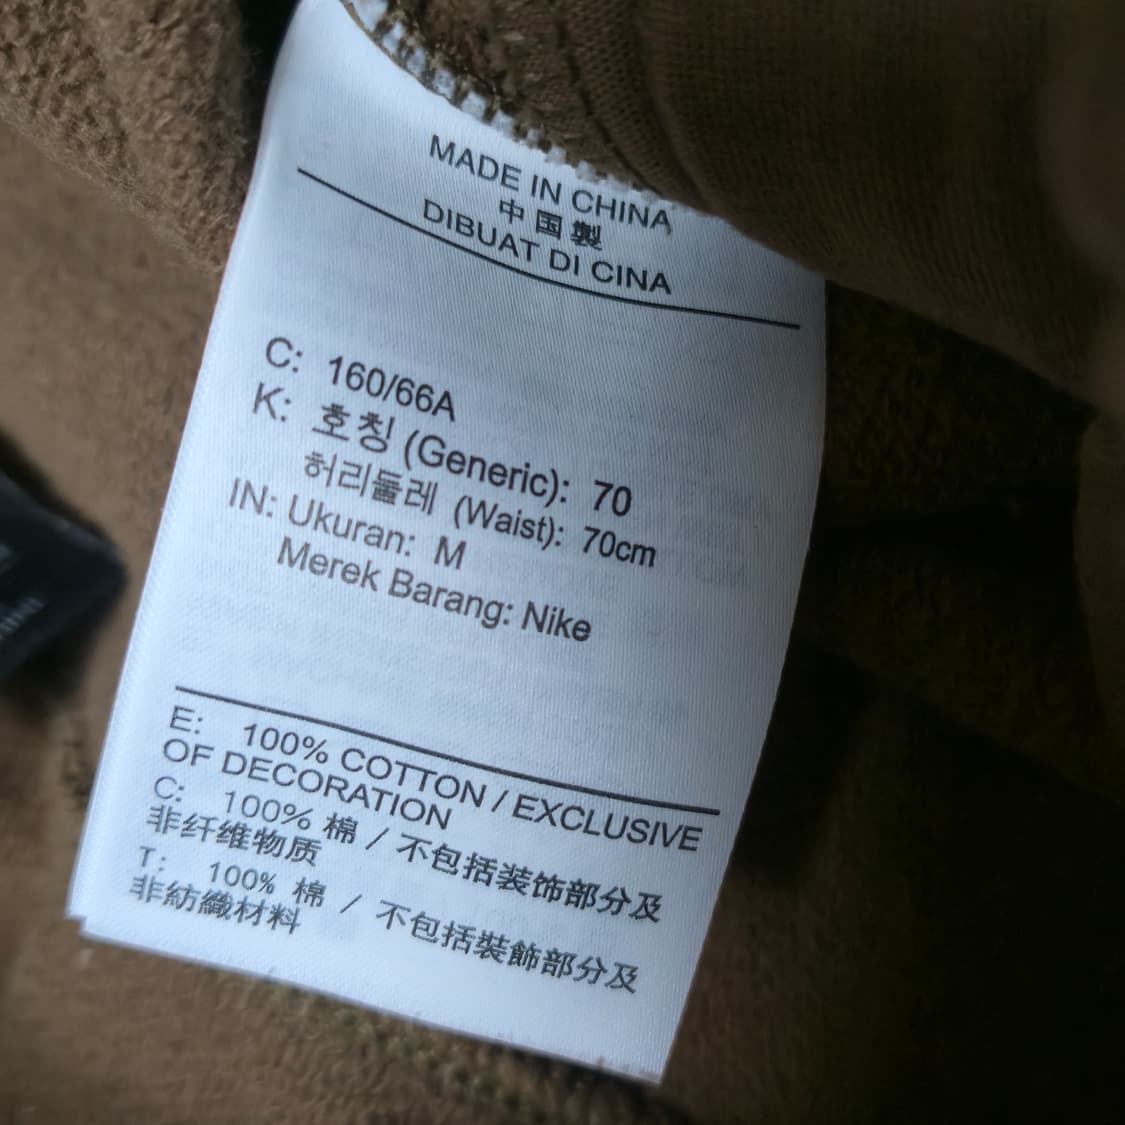 MADE IN CHINA
中国製
DIBUAT DI CINA
C: 160/66A
K: 호칭 (Generic): 70
허리둘레 (Waist): 70cm
IN: Ukuran: M
Merek Barang: Nike
E: 100% COTTON / EXCLUSIVE
OF DECORATION
C: 100% 棉 / 不包括装饰部分及
非纤维物质
T: 100% 棉 / 不包括裝飾部分及
非紡織材料